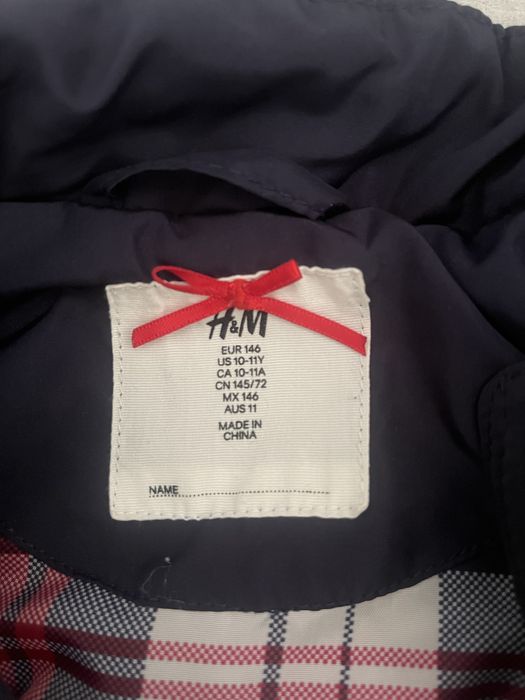 H&M
EUR 146
US 10-11Y
CA 10-11A
CN 145/72
MX 146
AUS 11
MADE IN
CHINA
NAME